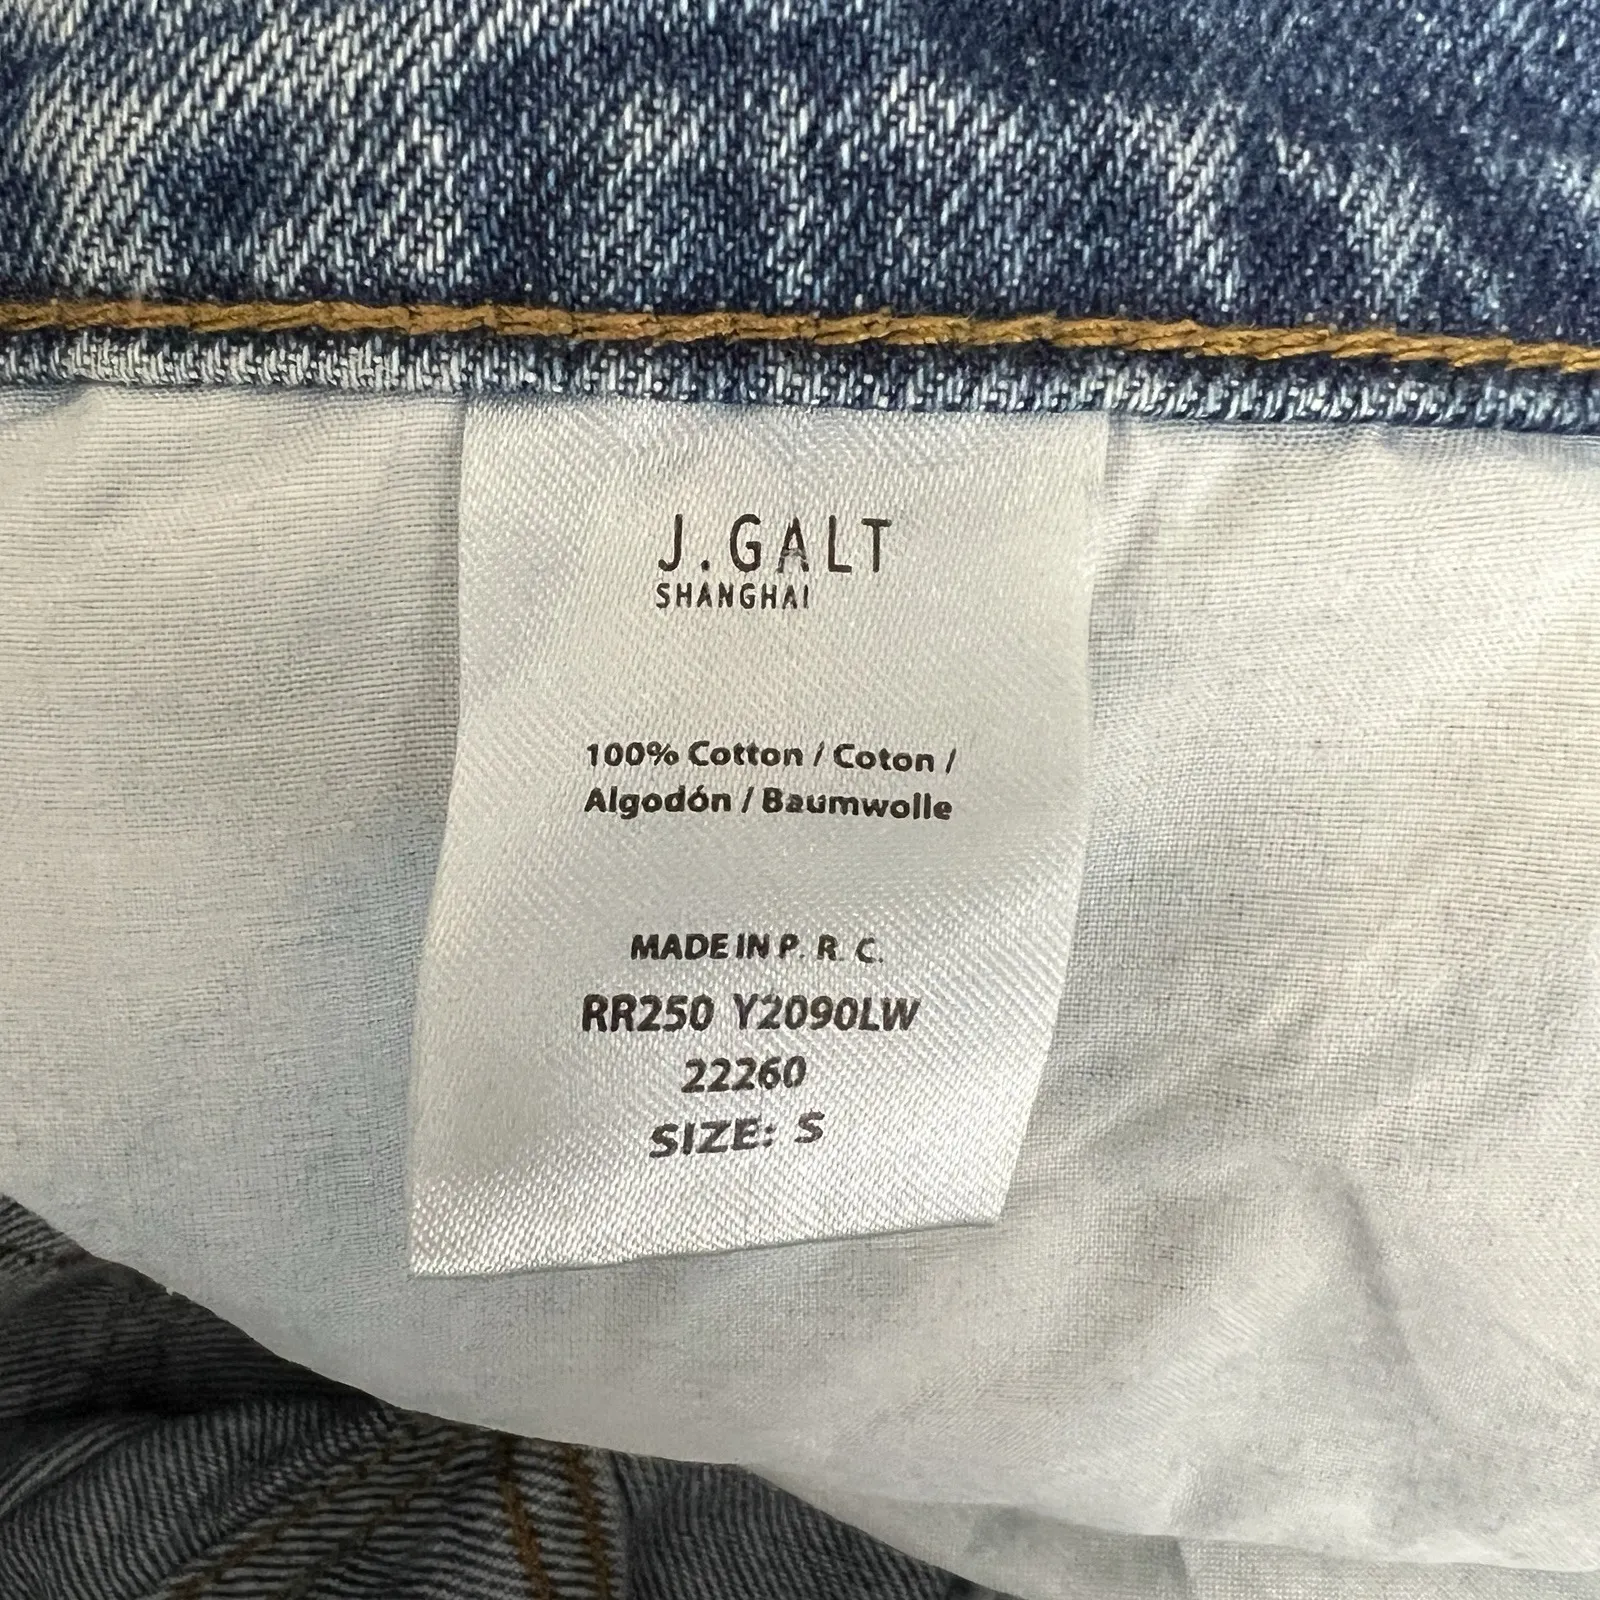 J.GALT
SHANGHAI
100% Cotton / Coton /
Algodón / Baumwolle
MADE IN P. R. C.
RR250 Y2090LW
22260
SIZE: S